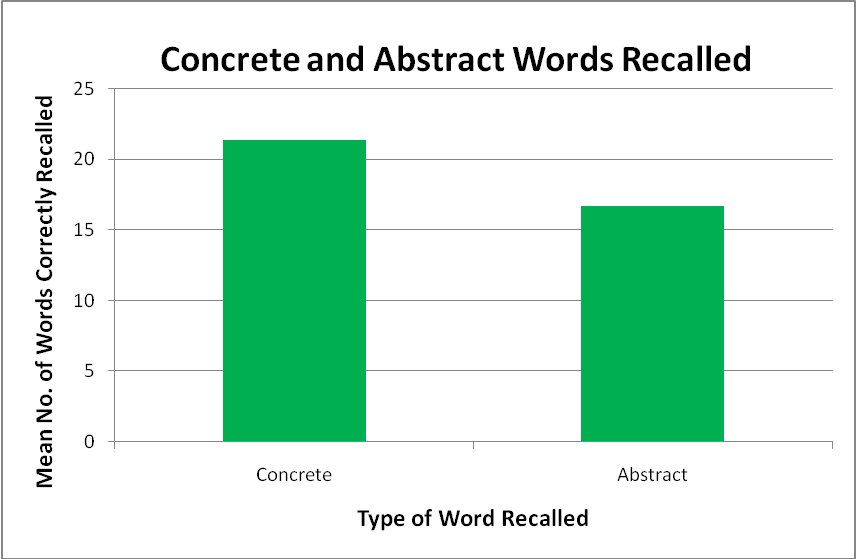 Concrete and Abstract Words Recalled
Mean No. of Words Correctly Recalled
25
20
15
10
5
0
Concrete
Abstract
Type of Word Recalled